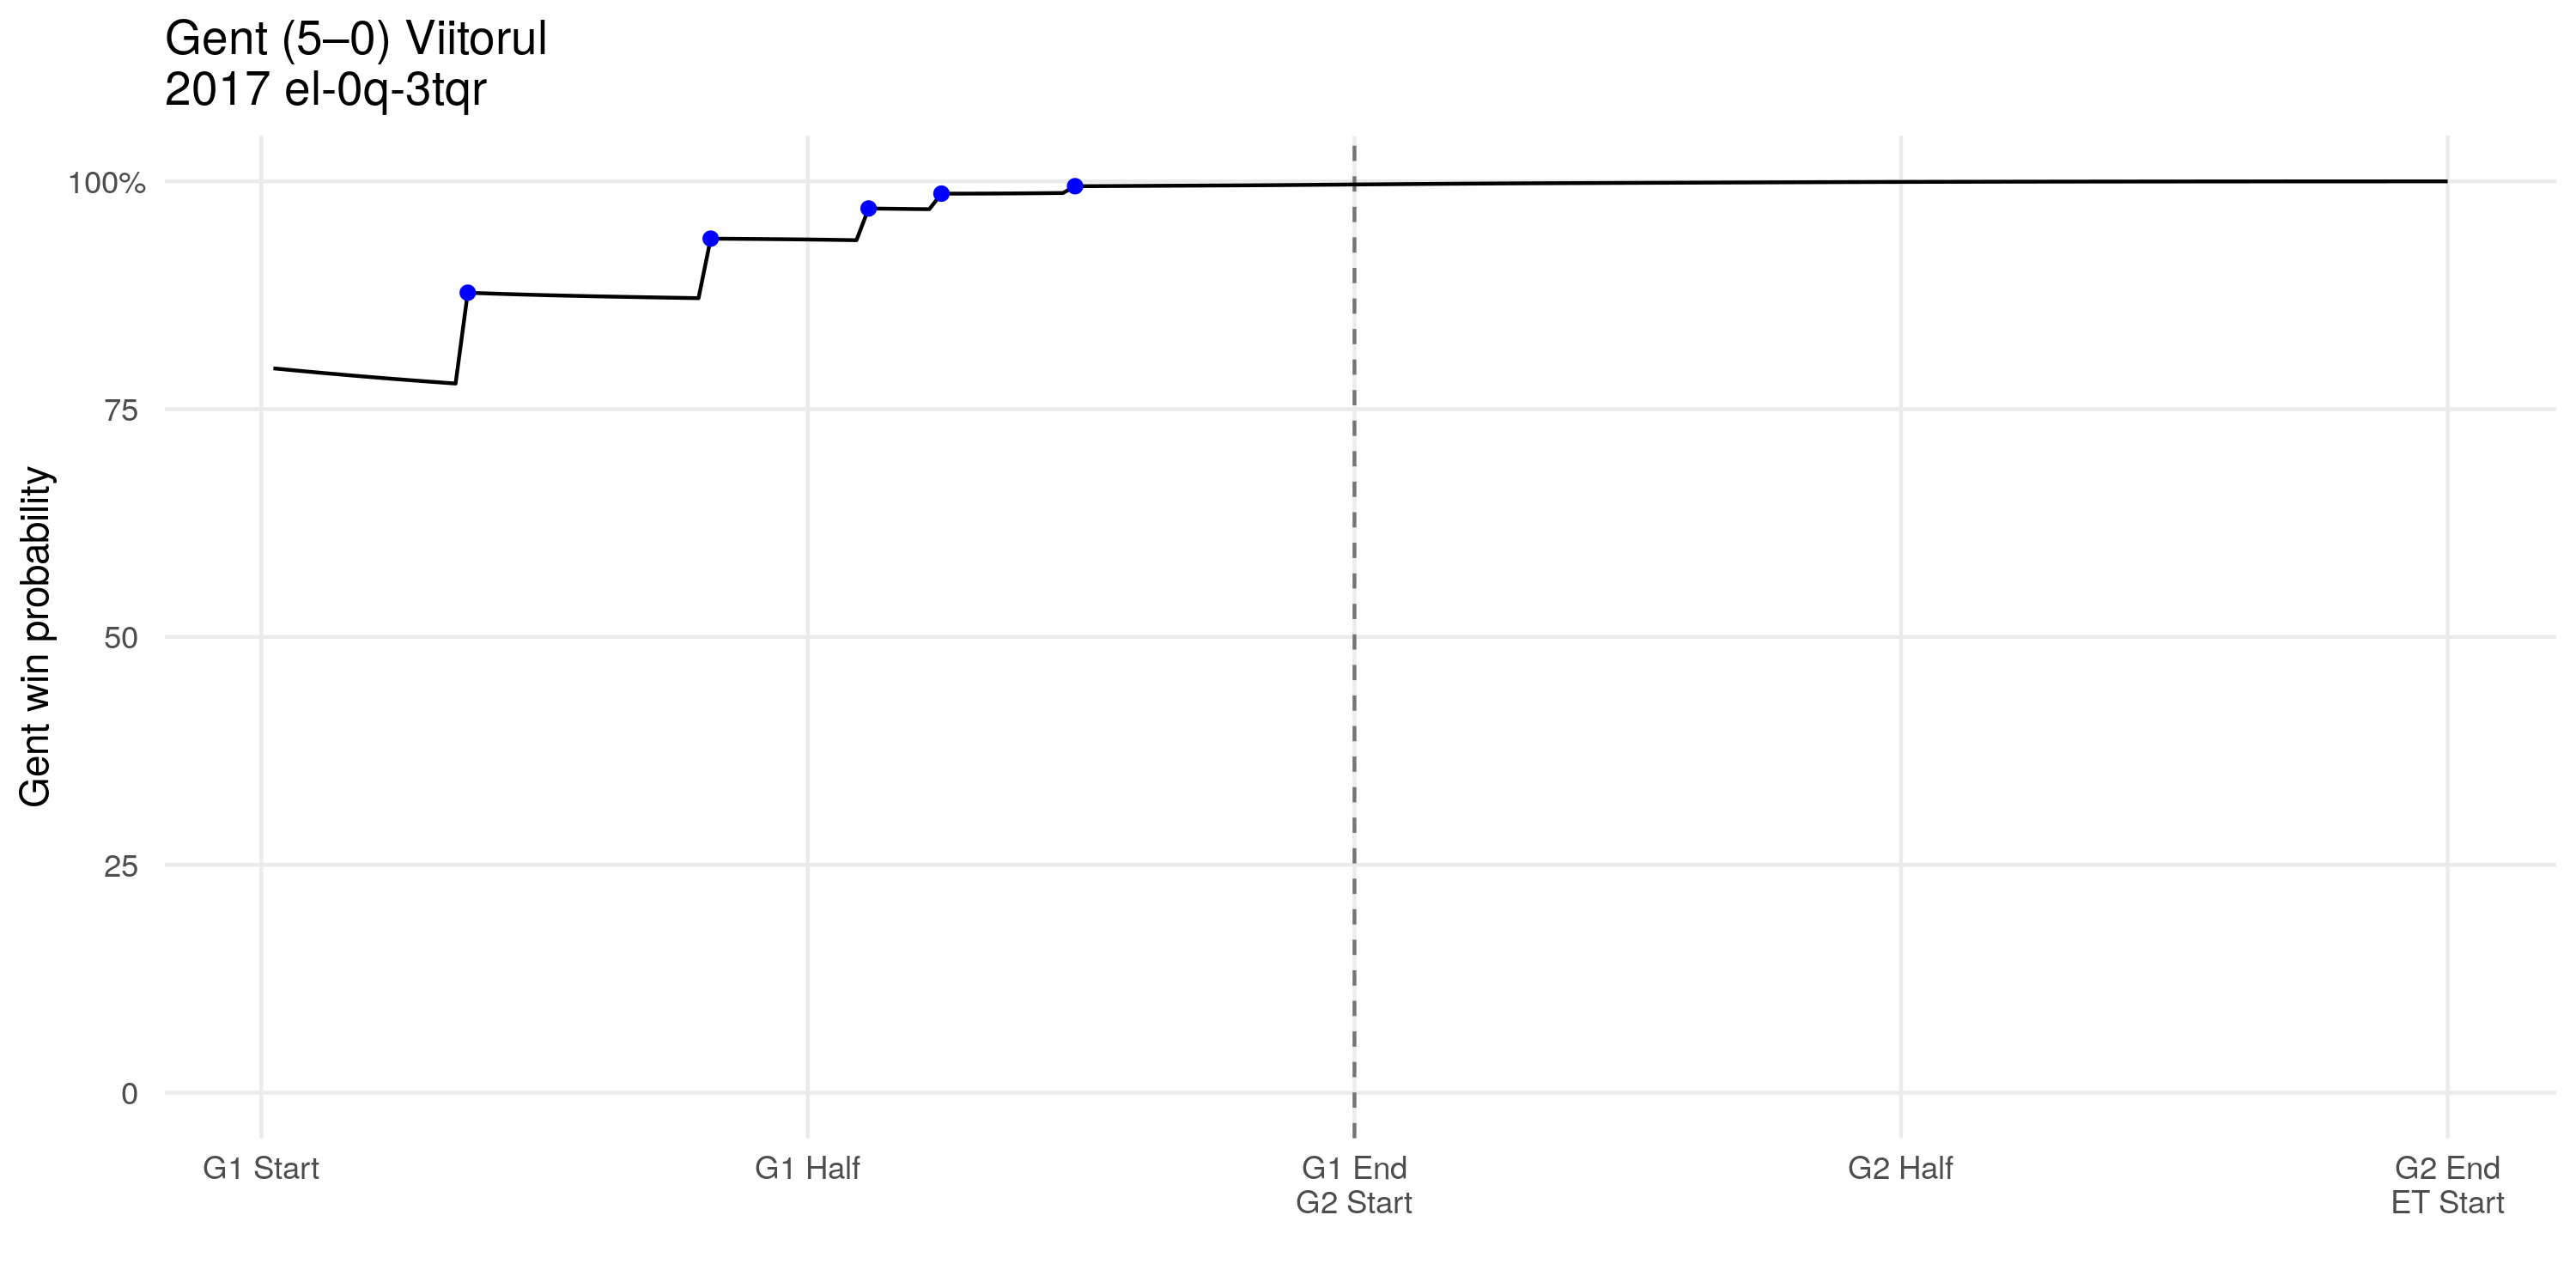 Gent (5–0) Viitorul
2017 el-0q-3tqr
Gent win probability
100%
75
50
25
0
G1 Start
G1 Half
G1 End
G2 Start
G2 Half
G2 End
ET Start